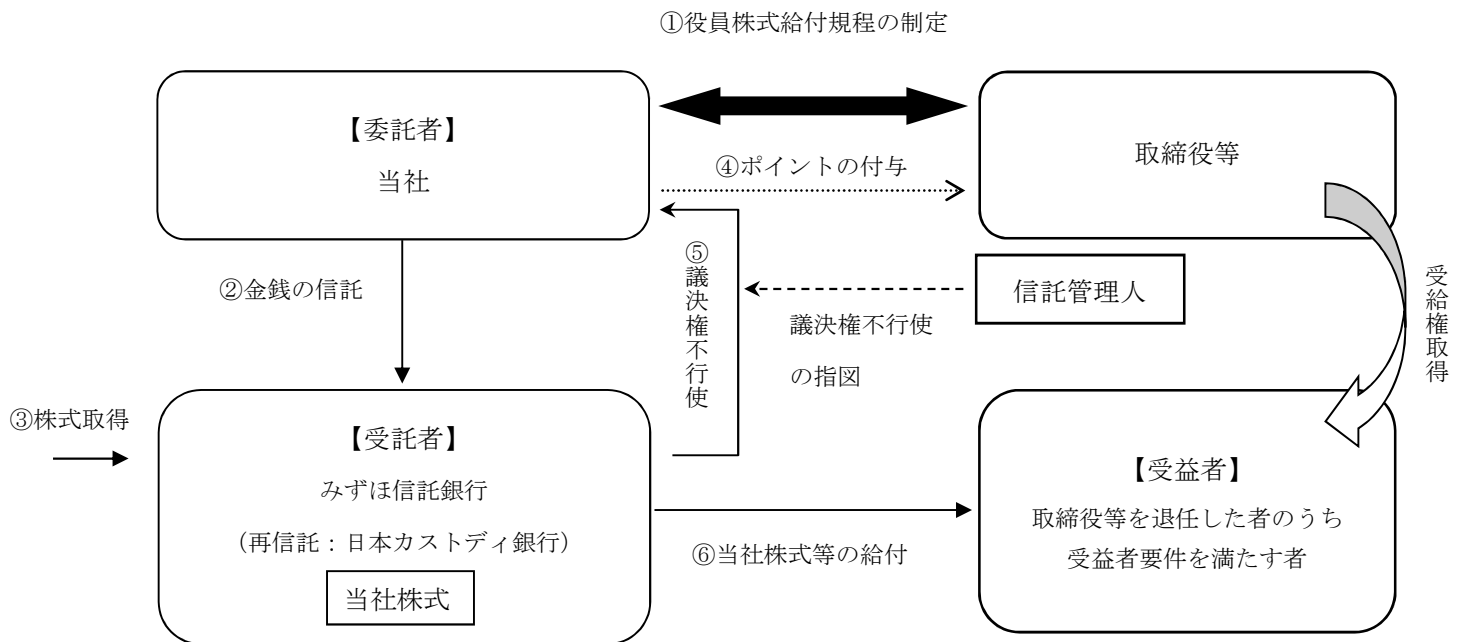 ①役員株式給付規程の制定
【委託者】
当社
取締役等
④ポイントの付与
②金銭の信託
⑤議決権不行使
信託管理人
議決権不行使
の指図
受給権取得
③株式取得
【受託者】
みずほ信託銀行
(再信託：日本カストディ銀行)
当社株式
⑥当社株式等の給付
【受益者】
取締役等を退任した者のうち
受益者要件を満たす者